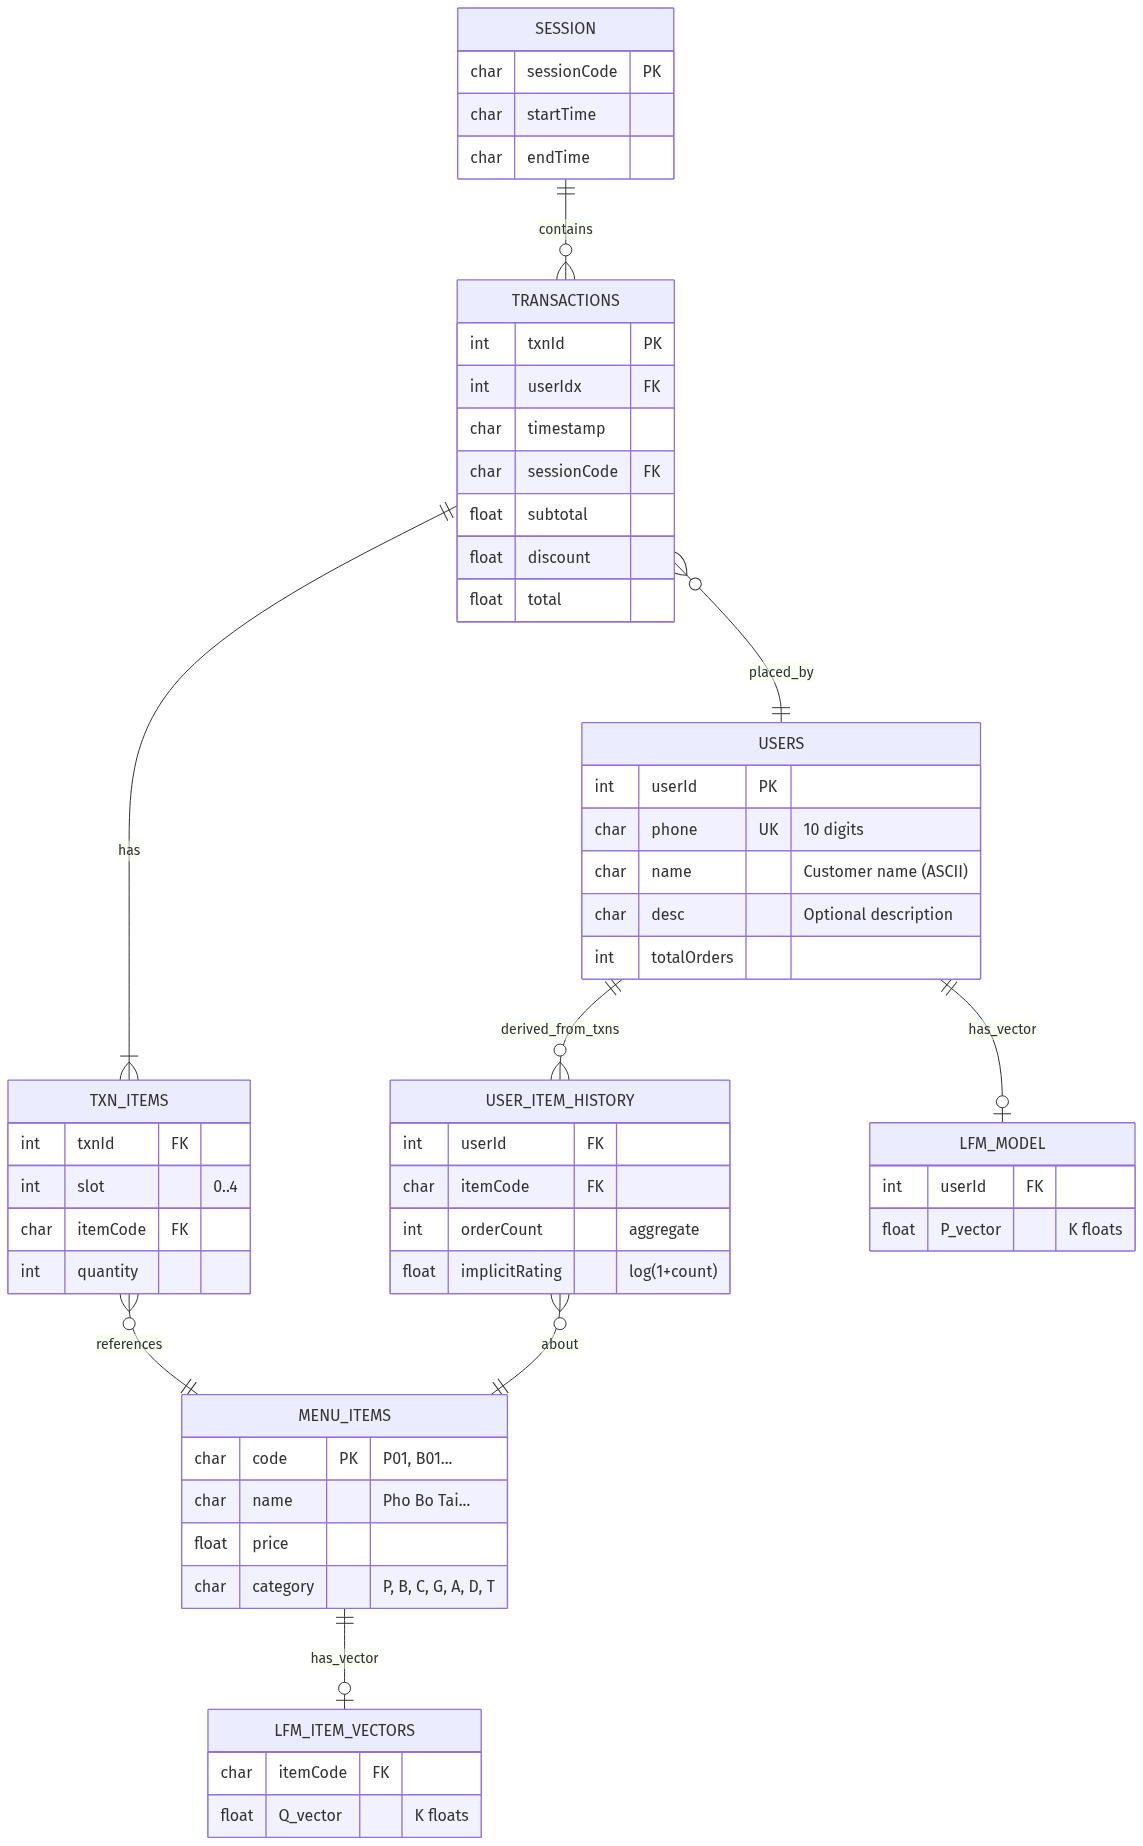 SESSION
char sessionCode PK
char startTime
char endTime
contains
TRANSACTIONS
int txnId PK
int userIdx FK
char timestamp
char sessionCode FK
float subtotal
float discount
float total
placed_by
USERS
int userId PK
char phone UK 10 digits
char name Customer name (ASCII)
char desc Optional description
int totalOrders
has
derived_from_txns
has_vector
TXN_ITEMS
int txnId FK
int slot 0..4
char itemCode FK
int quantity
USER_ITEM_HISTORY
int userId FK
char itemCode FK
int orderCount aggregate
float implicitRating log(1+count)
LFM_MODEL
int userId FK
float P_vector K floats
references
about
MENU_ITEMS
char code PK P01, B01...
char name Pho Bo Tai...
float price
char category P, B, C, G, A, D, T
has_vector
LFM_ITEM_VECTORS
char itemCode FK
float Q_vector K floats